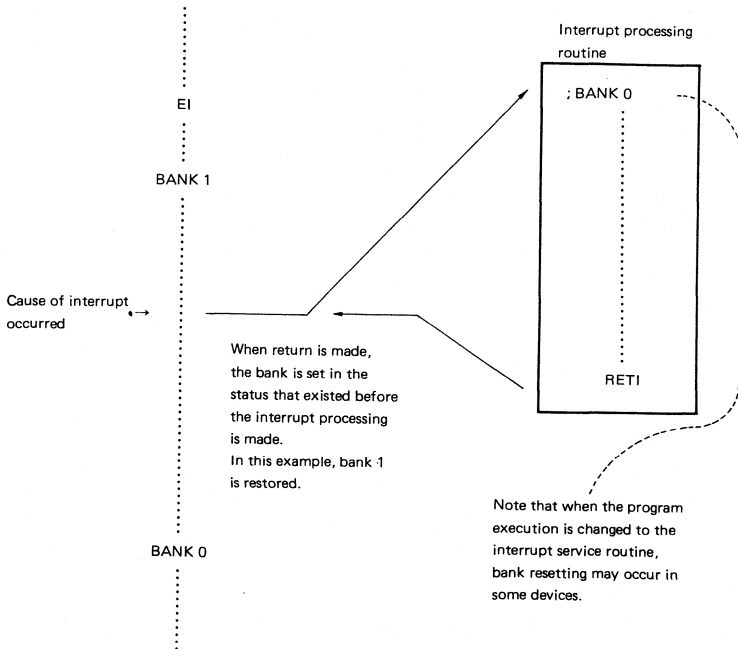 Interrupt processing
routine
; BANK 0
EI
BANK 1
Cause of interrupt
occurred
When return is made,
the bank is set in the
status that existed before
the interrupt processing
is made.
In this example, bank 1
is restored.
RETI
Note that when the program
execution is changed to the
interrupt service routine,
bank resetting may occur in
some devices.
BANK 0